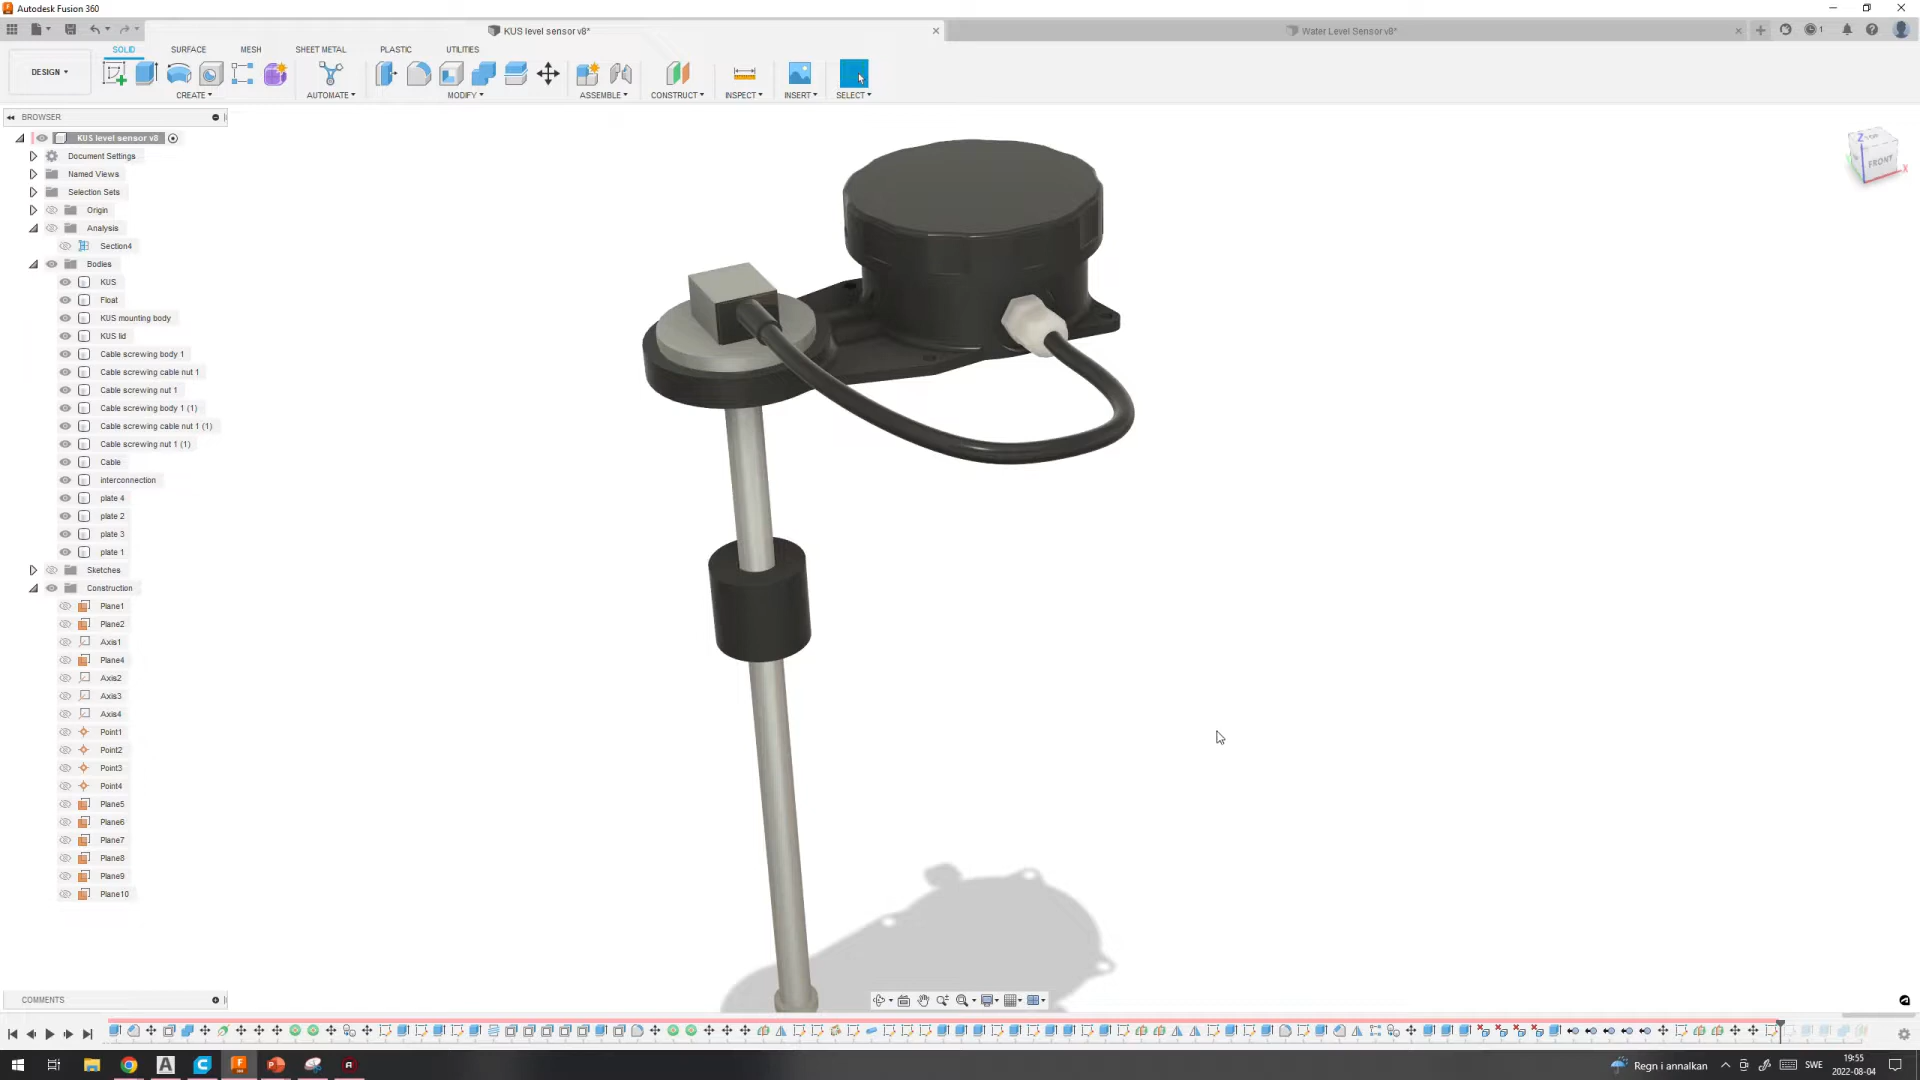 Autodesk Fusion 360
KUS level sensor v8*
Water Level Sensor v8*
1
DESIGN
SOLID
SURFACE
MESH
SHEET METAL
PLASTIC
UTILITIES
CREATE
AUTOMATE
MODIFY
ASSEMBLE
CONSTRUCT
INSPECT
INSERT
SELECT
BROWSER
KUS level sensor v8
Document Settings
Named Views
Selection Sets
Origin
Analysis
Section4
Bodies
KUS
Float
KUS mounting body
KUS lid
Cable screwing body 1
Cable screwing cable nut 1
Cable screwing nut 1
Cable screwing body 1 (1)
Cable screwing cable nut 1 (1)
Cable screwing nut 1 (1)
Cable
interconnection
plate 4
plate 2
plate 3
plate 1
Sketches
Construction
Plane1
Plane2
Axis1
Plane4
Axis2
Axis3
Axis4
Point1
Point2
Point3
Point4
Plane5
Plane6
Plane7
Plane8
Plane9
Plane10
Z
TOP
FRONT
X
COMMENTS
Regn i annalkan
SWE
19:55
2022-08-04